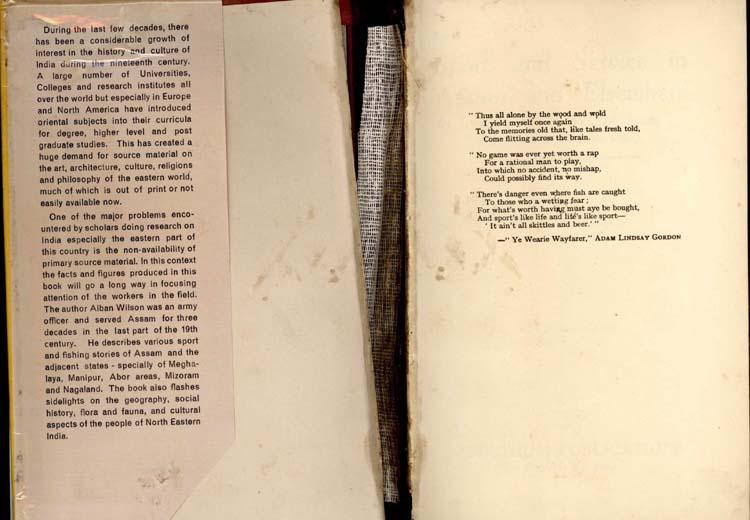 During the last few decades, there
has been a considerable growth of
interest in the history and culture of
India during the nineteenth century.
A large number of Universities,
Colleges and research institutes all
over the world but especially in Europe
and North America have introduced
oriental subjects into their curricula
for degree, higher level and post
graduate studies. This has created a
huge demand for source material on
the art, architecture, culture, religions
and philosophy of the eastern world,
much of which is out of print or not
easily available now.
One of the major problems enco-
untered by scholars doing research on
India especially the eastern part of
this country is the non-availability of
primary source material. In this context
the facts and figures produced in this
book will go a long way in focusing
attention of the workers in the field.
The author Alban Wilson was an army
officer and served Assam for three
decades in the last part of the 19th
century. He describes various sport
and fishing stories of Assam and the
adjacent states - specially of Megha-
laya, Manipur, Abor areas, Mizoram
and Nagaland. The book also flashes
sidelights on the geography, social
history, flora and fauna, and cultural
aspects of the people of North Eastern
India.
"Thus all alone by the wood and wold
I yield myself once again
To the memories old that, like tales fresh told,
Come flitting across the brain.
"No game was ever yet worth a rap
For a rational man to play,
Into which no accident, no mishap,
Could possibly find its way.
"There's danger even where fish are caught
To those who a wetting fear;
For what's worth having must aye be bought,
And sport's like life and life's like sport—
'It ain't all skittles and beer.'"
—"Ye Wearie Wayfarer," ADAM LINDSAY GORDON